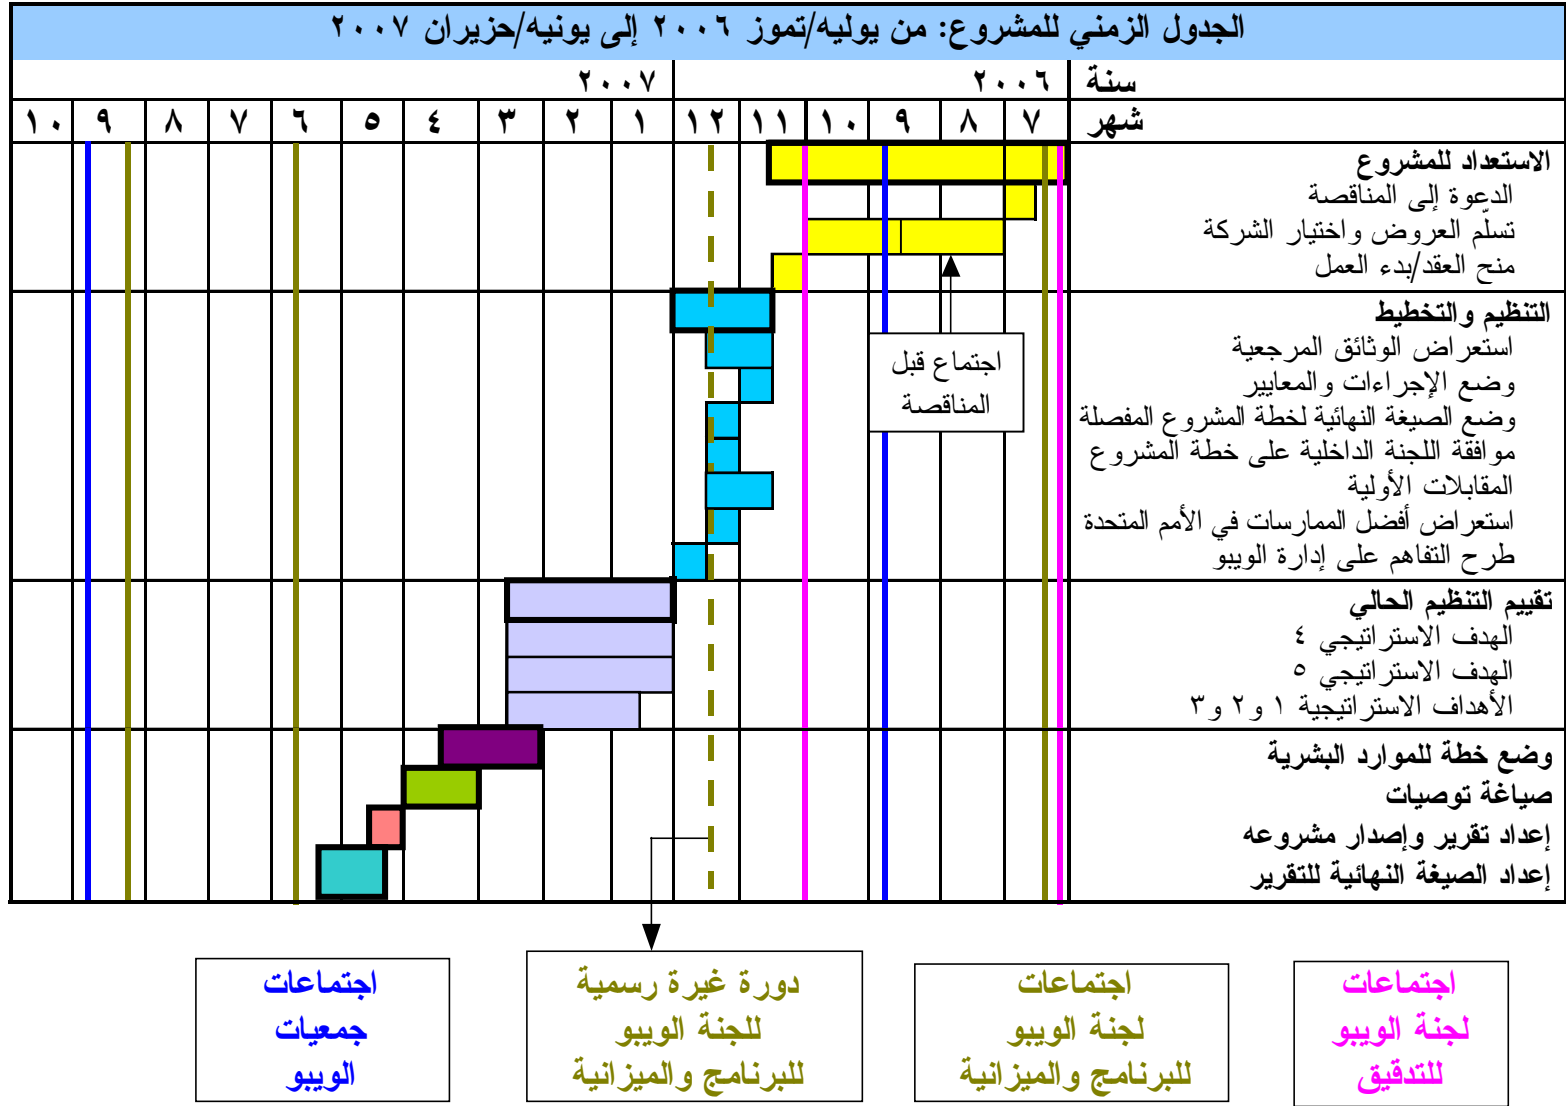 الجدول الزمني للمشروع: من يوليه/تموز ٢٠٠٦ إلى يونيه/حزيران ٢٠٠٧
سنة ٢٠٠٦ ٢٠٠٧
شهر ٧ ٨ ٩ ١٠ ١١ ١٢ ١ ٢ ٣ ٤ ٥ ٦ ٧ ٨ ٩ ١٠
الاستعداد للمشروع
الدعوة إلى المناقصة
تسلّم العروض واختيار الشركة
منح العقد/بدء العمل
التنظيم والتخطيط
استعراض الوثائق المرجعية
وضع الإجراءات والمعايير
وضع الصيغة النهائية لخطة المشروع المفصلة
موافقة اللجنة الداخلية على خطة المشروع
المقابلات الأولية
استعراض أفضل الممارسات في الأمم المتحدة
طرح التفاهم على إدارة الويبو
اجتماع قبل
المناقصة
تقييم التنظيم الحالي
الهدف الاستراتيجي ٤
الهدف الاستراتيجي ٥
الأهداف الاستراتيجية ١ و٢ و٣
وضع خطة للموارد البشرية
صياغة توصيات
إعداد تقرير وإصدار مشروعه
إعداد الصيغة النهائية للتقرير
اجتماعات
لجنة الويبو
للتدقيق
اجتماعات
لجنة الويبو
للبرنامج والميزانية
دورة غيرة رسمية
للجنة الويبو
للبرنامج والميزانية
اجتماعات
جمعيات
الويبو